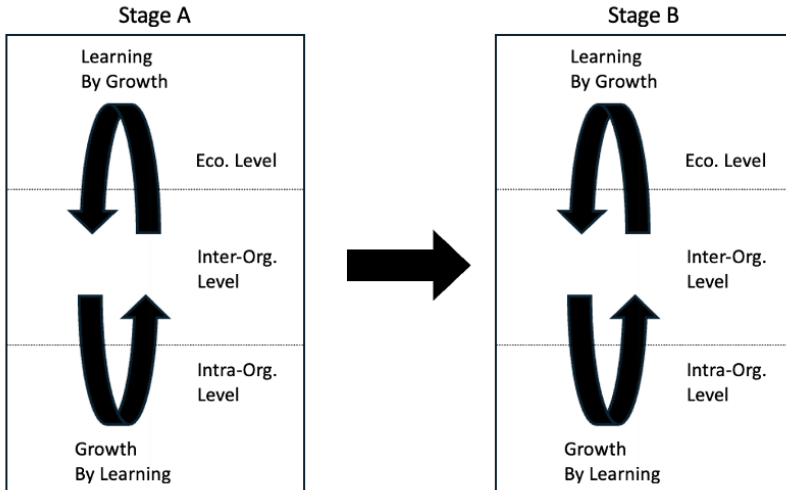 Stage A
Learning
By Growth
Eco. Level
Inter-Org.
Level
Intra-Org.
Level
Growth
By Learning
Stage B
Learning
By Growth
Eco. Level
Inter-Org.
Level
Intra-Org.
Level
Growth
By Learning